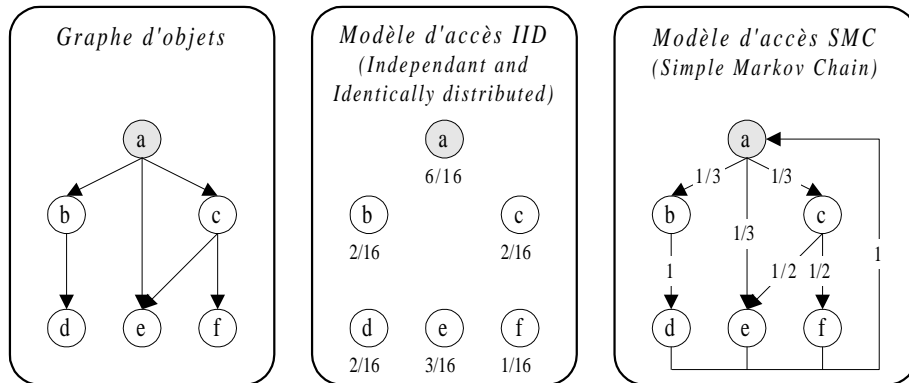 Graphe d'objets
a
b
c
d
e
f
Modèle d'accès IID
(Independant and
Identically distributed)
a
6/16
b
c
2/16
2/16
d
e
f
2/16
3/16
1/16
Modèle d'accès SMC
(Simple Markov Chain)
a
1/3
1/3
b
c
1/3
1
1
1/2
1/2
d
e
f